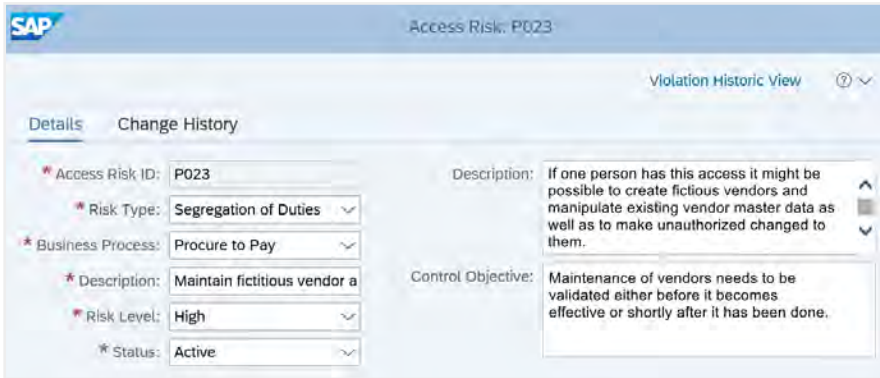 SAP
Access Risk: P023
Violation Historic View
Details Change History
* Access Risk ID: P023
* Risk Type: Segregation of Duties
* Business Process: Procure to Pay
* Description: Maintain fictitious vendor a
* Risk Level: High
* Status: Active
Description: If one person has this access it might be
possible to create fictious vendors and
manipulate existing vendor master data as
well as to make unauthorized changed to
them.
Control Objective: Maintenance of vendors needs to be
validated either before it becomes
effective or shortly after it has been done.